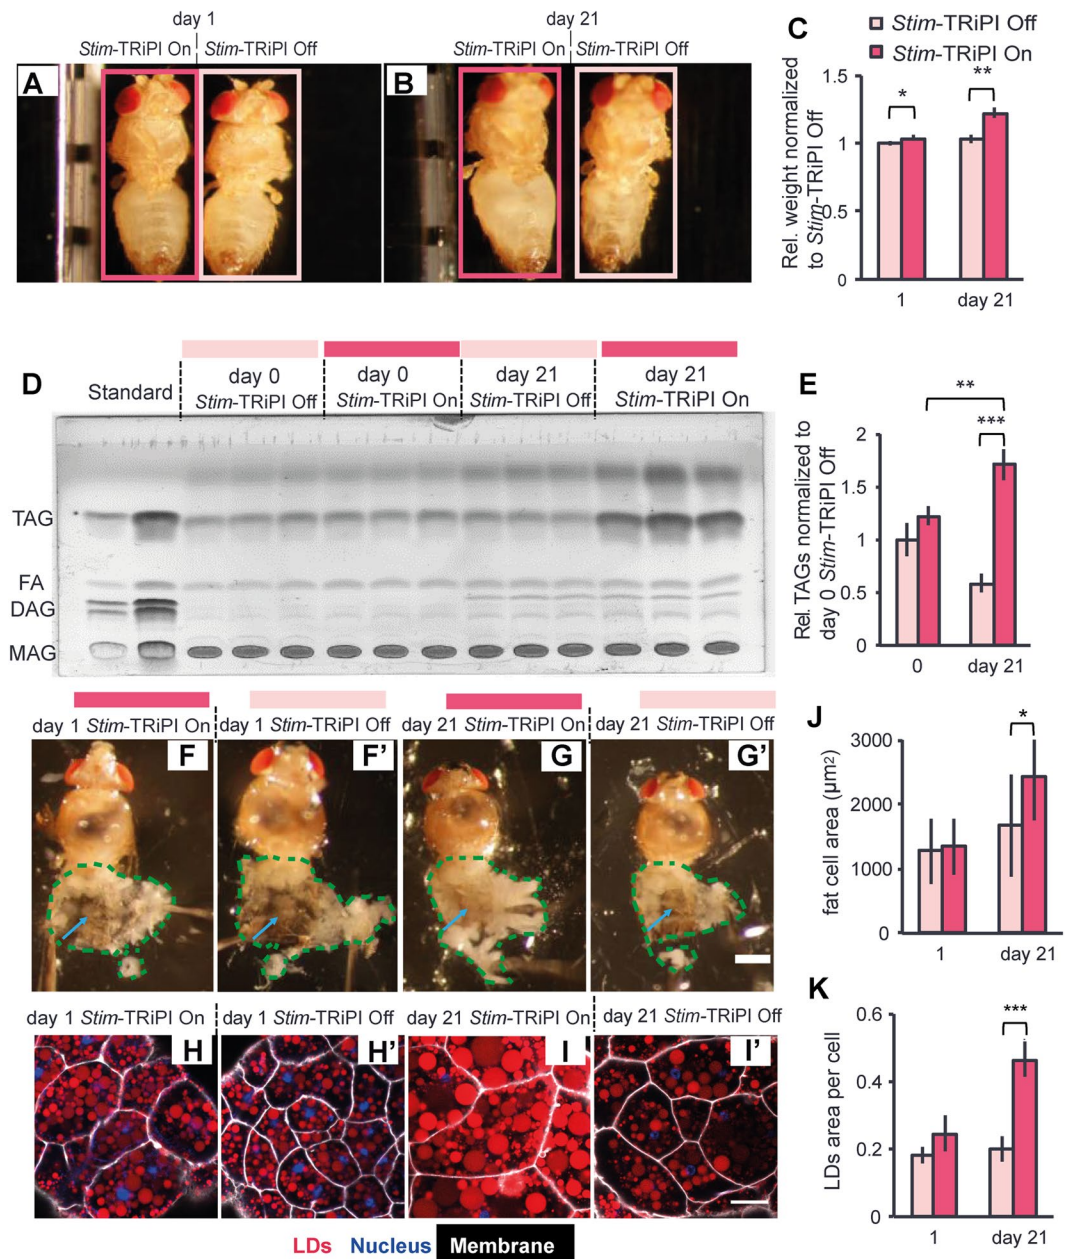 day 1
Stim-TRiPI On Stim-TRiPI Off
day 21
Stim-TRiPI On Stim-TRiPI Off
A
B
C
Stim-TRiPI Off
Stim-TRiPI On
Rel. weight normalized
to Stim-TRiPI Off
1.5
1
0.5
0
*
**
1
day 21
D
Standard
day 0
Stim-TRiPI Off
day 0
Stim-TRiPI On
day 21
Stim-TRiPI Off
day 21
Stim-TRiPI On
TAG
FA
DAG
MAG
E
Rel. TAGs normalized to
day 0 Stim-TRiPI Off
2
1.5
1
0.5
0
**
***
0
day 21
day 1 Stim-TRiPI On
day 1 Stim-TRiPI Off
day 21 Stim-TRiPI On
day 21 Stim-TRiPI Off
F
F’
G
G’
J
fat cell area (µm2)
3000
2000
1000
0
*
1
day 21
day 1 Stim-TRiPI On
day 1 Stim-TRiPI Off
day 21 Stim-TRiPI On
day 21 Stim-TRiPI Off
H
H’
I
I’
LDs Nucleus Membrane
K
LDs area per cell
0.6
0.4
0.2
0
***
1
day 21